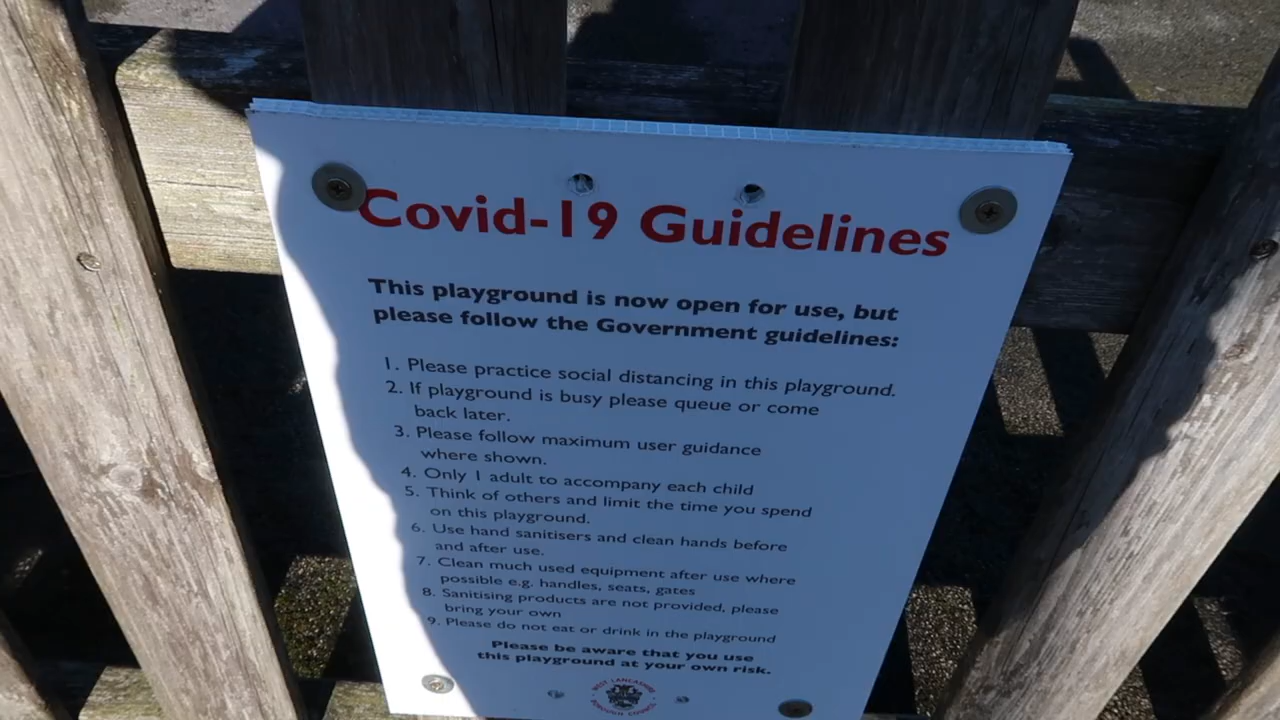 Covid-19 Guidelines
This playground is now open for use, but
please follow the Government guidelines:
1. Please practice social distancing in this playground.
2. If playground is busy please queue or come
back later.
3. Please follow maximum user guidance
where shown.
4. Only 1 adult to accompany each child
5. Think of others and limit the time you spend
on this playground.
6. Use hand sanitisers and clean hands before
and after use.
7. Clean much used equipment after use where
possible e.g. handles, seats, gates
8. Sanitising products are not provided, please
bring your own
9. Please do not eat or drink in the playground
Please be aware that you use
this playground at your own risk.
WEST LANCASHIRE
BOROUGH COUNCIL